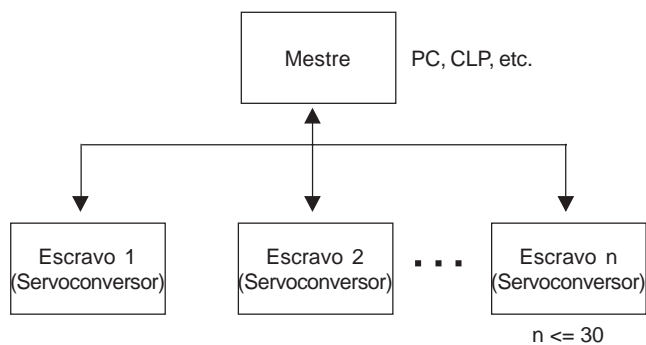 Mestre
PC, CLP, etc.
Escravo 1
(Servoconversor)
Escravo 2
(Servoconversor)
. . .
Escravo n
(Servoconversor)
n <= 30